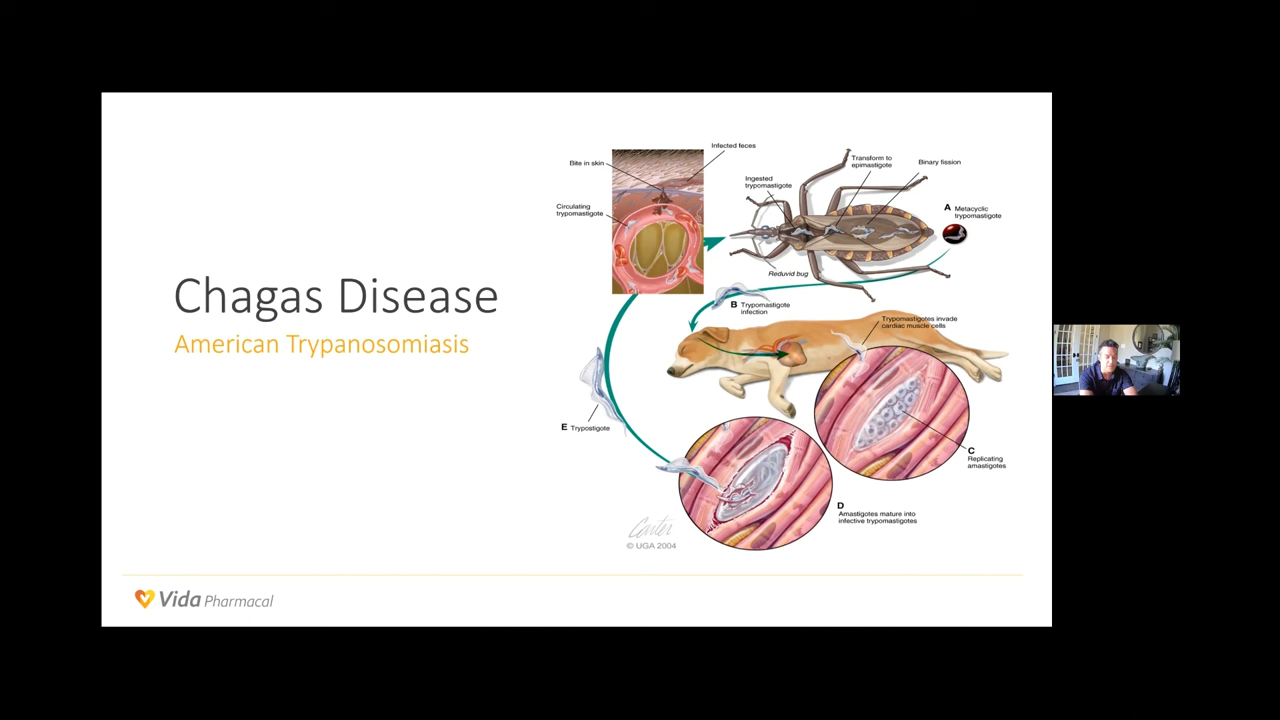 Chagas Disease
American Trypanosomiasis
Infected feces
Bite in skin
Circulating
trypomastigote
Ingested
trypomastigote
Transform to
epimastigote
Binary fission
A Metacyclic
trypomastigote
Reduvid bug
B Trypomastigote
infection
Trypomastigotes invade
cardiac muscle cells
C
Replicating
amastigotes
D
Amastigotes mature into
infective trypomastigotes
E Trypostigote
Carter
© UGA 2004
Vida Pharmacal